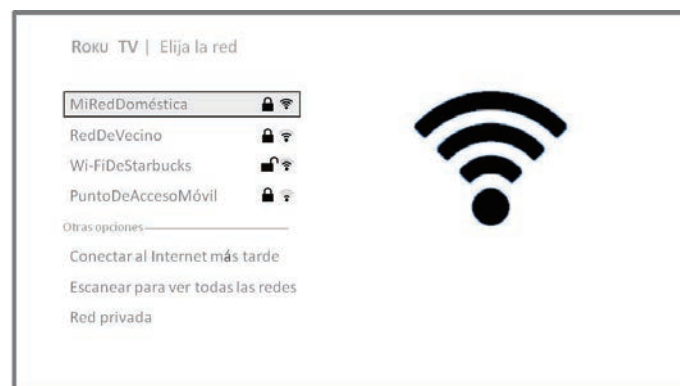 ROKU TV | Elija la red
MiRedDoméstica
RedDeVecino
Wi-FiDeStarbucks
PuntoDeAccesoMóvil
Otras opciones
Conectar al Internet más tarde
Escanear para ver todas las redes
Red privada